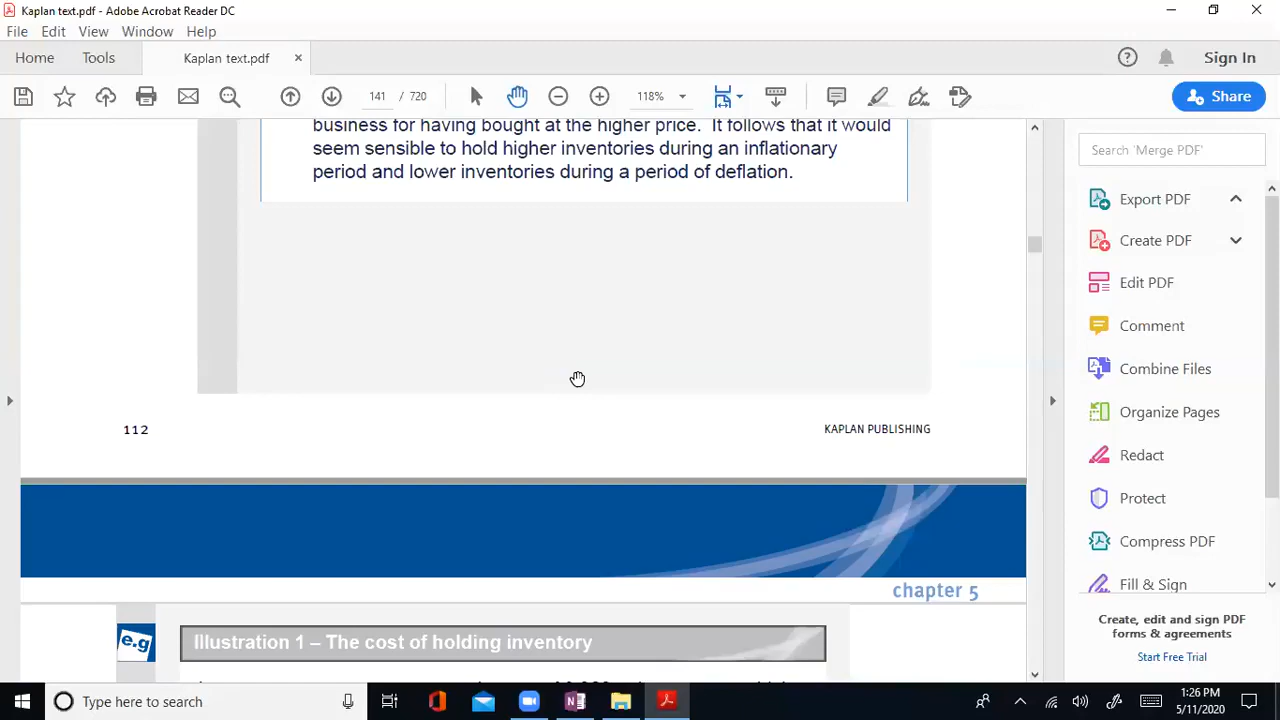 Kaplan text.pdf - Adobe Acrobat Reader DC
File Edit View Window Help
Home Tools Kaplan text.pdf × Sign In
141 / 720 118% Share
business for having bought at the higher price. It follows that it would
seem sensible to hold higher inventories during an inflationary
period and lower inventories during a period of deflation.
112 KAPLAN PUBLISHING
chapter 5
e.g Illustration 1 – The cost of holding inventory
Search 'Merge PDF'
Export PDF
Create PDF
Edit PDF
Comment
Combine Files
Organize Pages
Redact
Protect
Compress PDF
Fill & Sign
Create, edit and sign PDF
forms & agreements
Start Free Trial
Type here to search
1:26 PM
5/11/2020